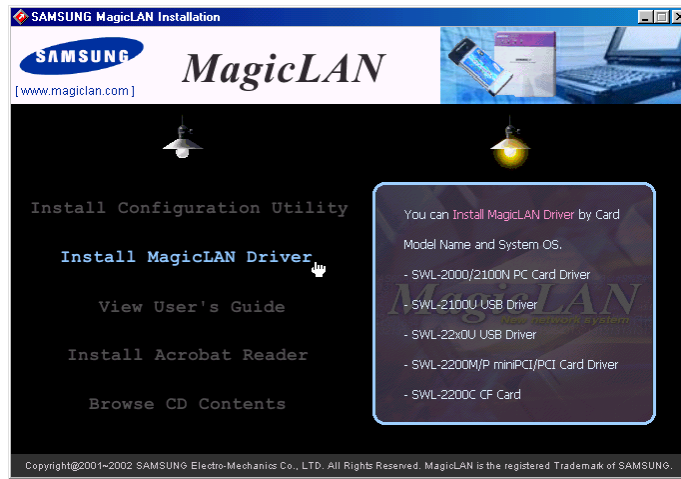 SAMSUNG MagicLAN Installation
SAMSUNG
MagicLAN
[ www.magiclan.com ]
Install Configuration Utility
Install MagicLAN Driver
View User's Guide
Install Acrobat Reader
Browse CD Contents
You can Install MagicLAN Driver by Card
Model Name and System OS.
- SWL-2000/2100N PC Card Driver
- SWL-2100U USB Driver
- SWL-22x0U USB Driver
- SWL-2200M/P miniPCI/PCI Card Driver
- SWL-2200C CF Card
MagicLAN
New network system
Copyright@2001~2002 SAMSUNG Electro-Mechanics Co., LTD. All Rights Reserved. MagicLAN is the registered Trademark of SAMSUNG.